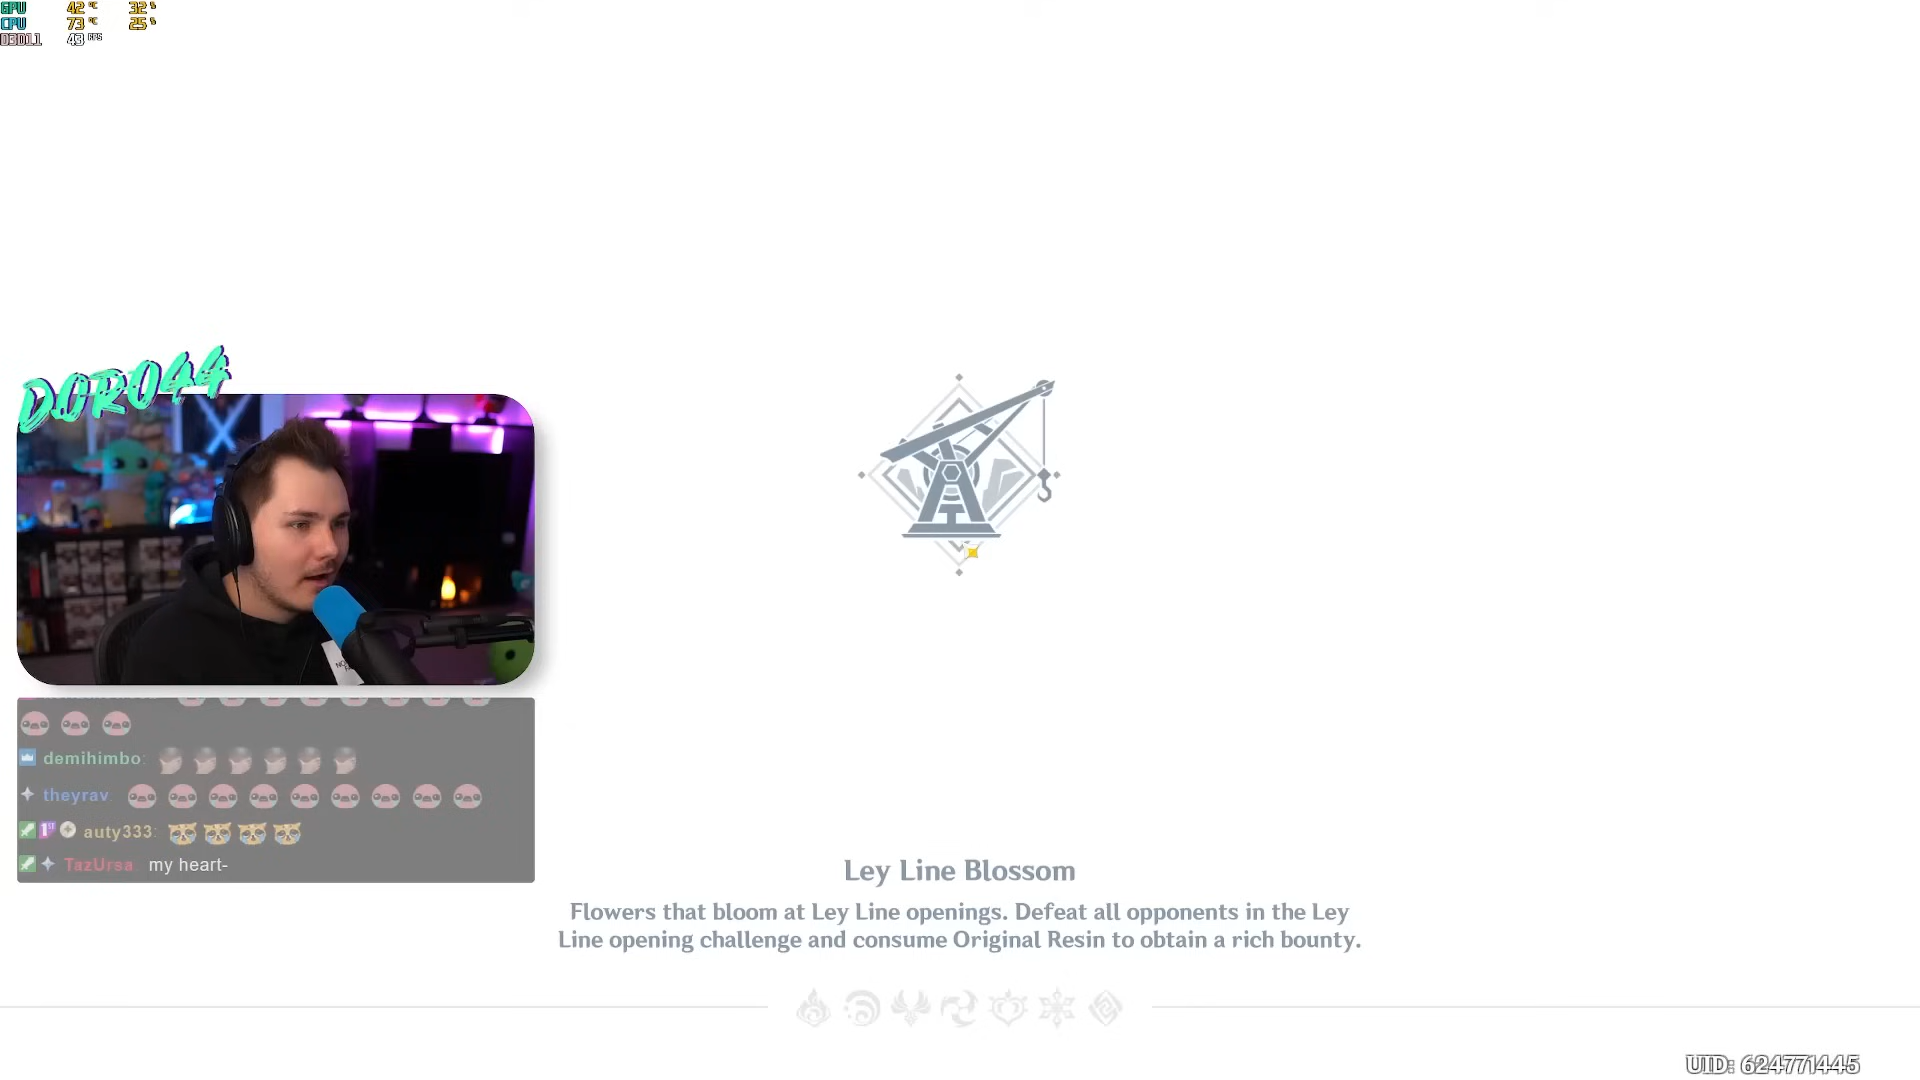 GPU 42 °C 32 %
CPU 73 °C 25 %
D3D11 43 FPS
DORO44
demihimbo:
theyrav:
auty333:
TazUrsa: my heart-
Ley Line Blossom
Flowers that bloom at Ley Line openings. Defeat all opponents in the Ley
Line opening challenge and consume Original Resin to obtain a rich bounty.
UID: 624771445